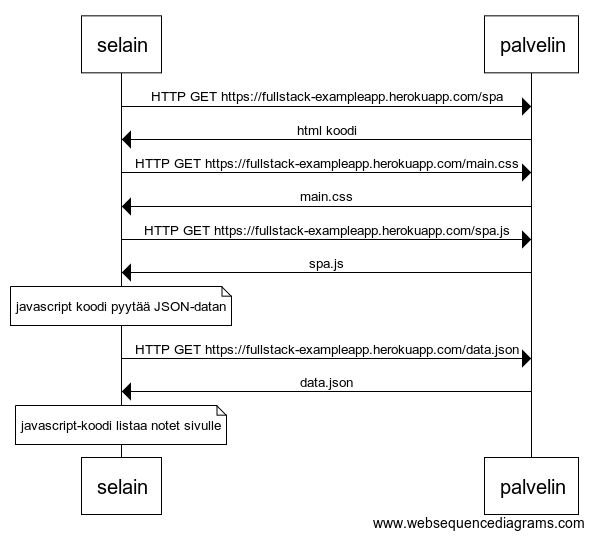 selain
palvelin
HTTP GET https://fullstack-exampleapp.herokuapp.com/spa
html koodi
HTTP GET https://fullstack-exampleapp.herokuapp.com/main.css
main.css
HTTP GET https://fullstack-exampleapp.herokuapp.com/spa.js
spa.js
javascript koodi pyytää JSON-datan
HTTP GET https://fullstack-exampleapp.herokuapp.com/data.json
data.json
javascript-koodi listaa notet sivulle
selain
palvelin
www.websequencediagrams.com